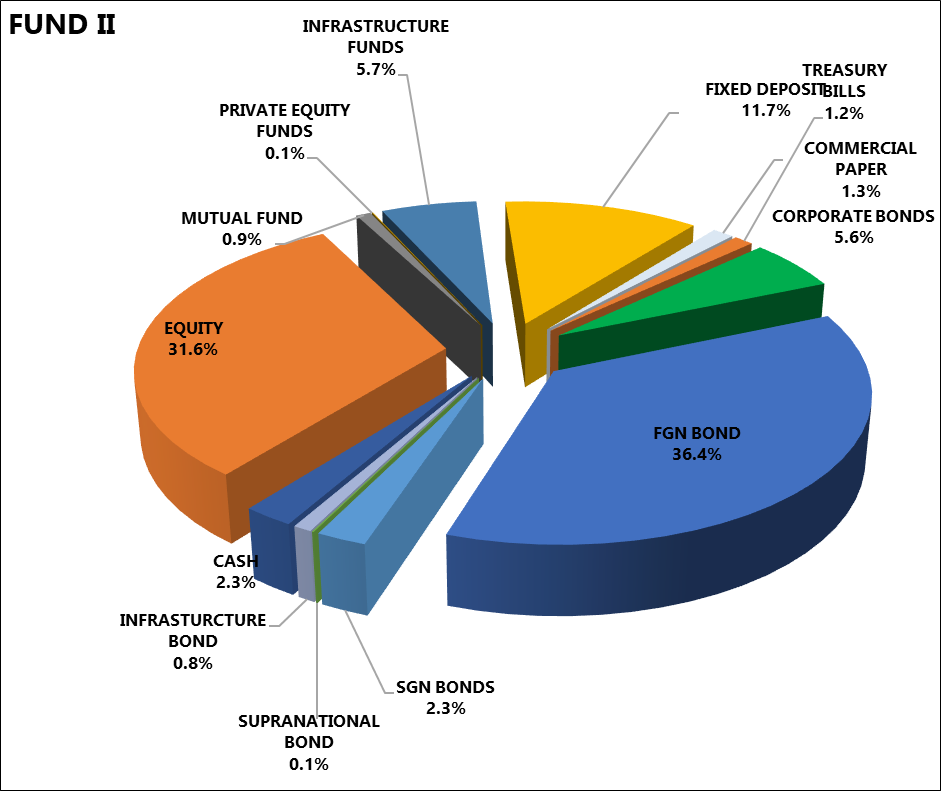 FUND II
INFRASTRUCTURE
FUNDS
5.7%
PRIVATE EQUITY
FUNDS
0.1%
MUTUAL FUND
0.9%
FIXED DEPOSIT
11.7%
TREASURY
BILLS
1.2%
COMMERCIAL
PAPER
1.3%
CORPORATE BONDS
5.6%
EQUITY
31.6%
FGN BOND
36.4%
CASH
2.3%
INFRASTURCTURE
BOND
0.8%
SUPRANATIONAL
BOND
0.1%
SGN BONDS
2.3%